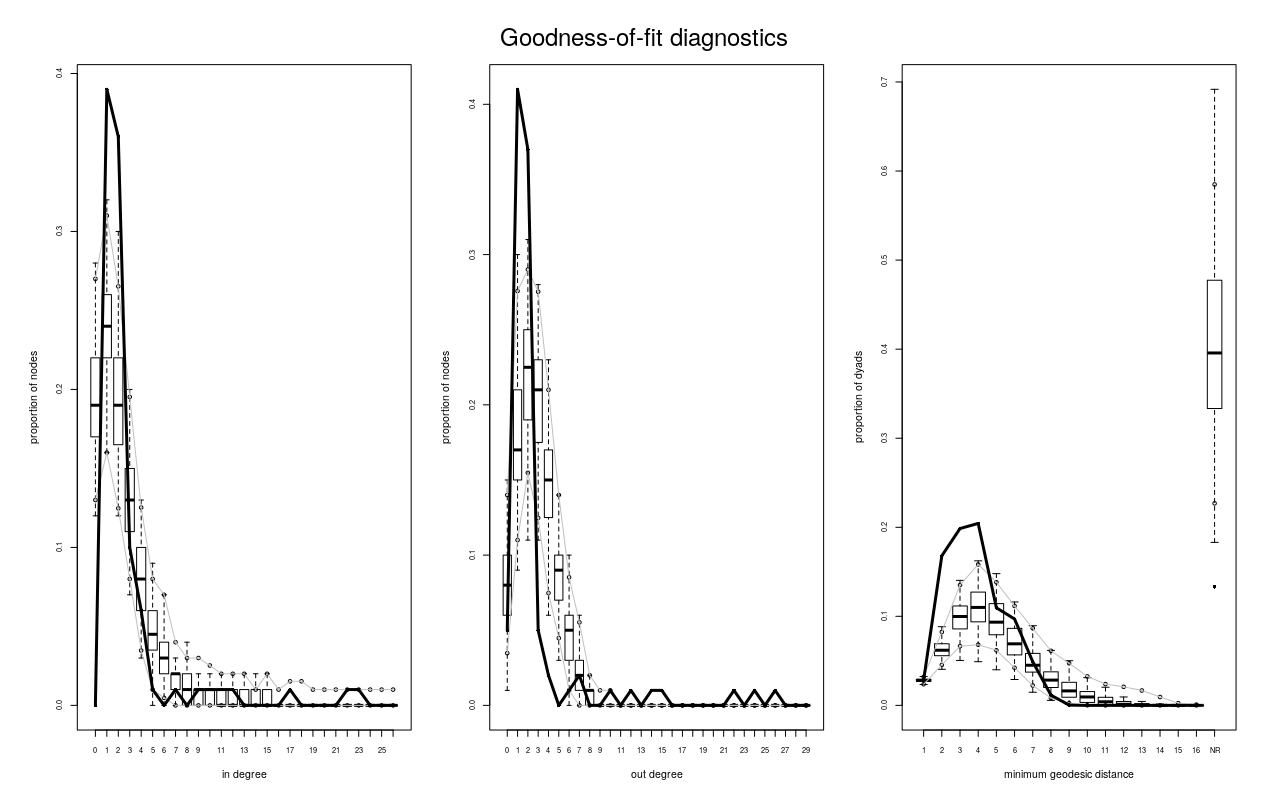 Goodness-of-fit diagnostics
proportion of nodes
0.0 0.1 0.2 0.3 0.4
0 1 2 3 4 5 6 7 8 9 11 13 15 17 19 21 23 25
in degree
proportion of nodes
0.0 0.1 0.2 0.3 0.4
0 1 2 3 4 5 6 7 8 9 11 13 15 17 19 21 23 25 27 29
out degree
proportion of dyads
0.0 0.1 0.2 0.3 0.4 0.5 0.6 0.7
1 2 3 4 5 6 7 8 9 10 11 12 13 14 15 16 NR
minimum geodesic distance